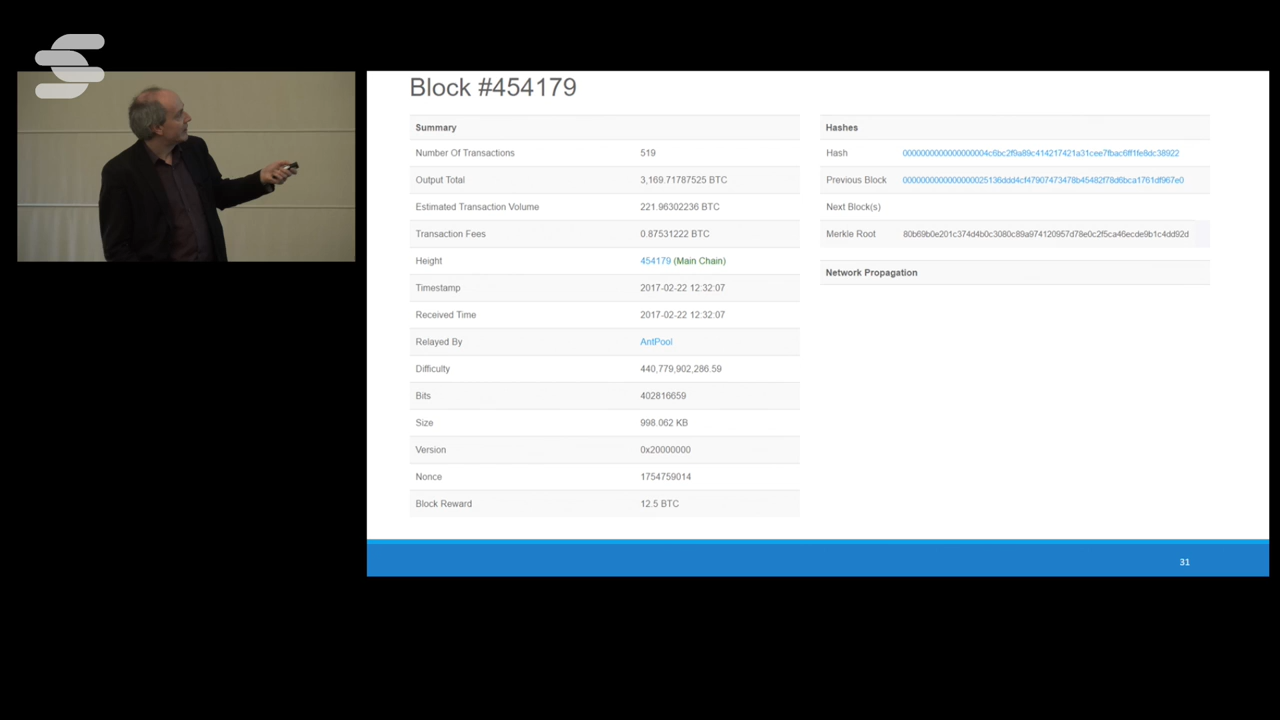 Block #454179
Summary
Number Of Transactions 519
Output Total 3,169.71787525 BTC
Estimated Transaction Volume 221.96302236 BTC
Transaction Fees 0.87531222 BTC
Height 454179 (Main Chain)
Timestamp 2017-02-22 12:32:07
Received Time 2017-02-22 12:32:07
Relayed By AntPool
Difficulty 440,779,902,286.59
Bits 402816659
Size 998.062 KB
Version 0x20000000
Nonce 1754759014
Block Reward 12.5 BTC
Hashes
Hash
Previous Block
Next Block(s)
Merkle Root 80b69b0e201c374d4b0c3080c89a974120957d78e0c2f5ca46ecde9b1c4dd92d
Network Propagation
31